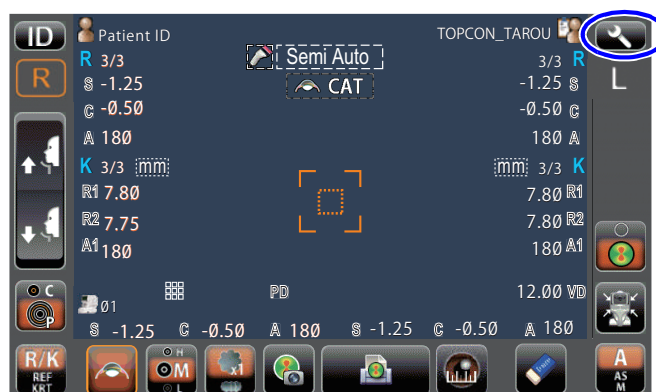 ID Patient ID TOPCON_TAROU
R R 3/3 Semi Auto 3/3 R L
S -1.25 CAT -1.25 S
C -0.50 -0.50 C
A 180 180 A
K 3/3 mm mm 3/3 K
R1 7.80 7.80 R1
R2 7.75 7.80 R2
A1 180 180 A1
C
P
01 PD 12.00 VD
S -1.25 C -0.50 A 180 S -1.25 C -0.50 A 180
R/K
REF
KRT
H
M
L
x1
A
AS
M